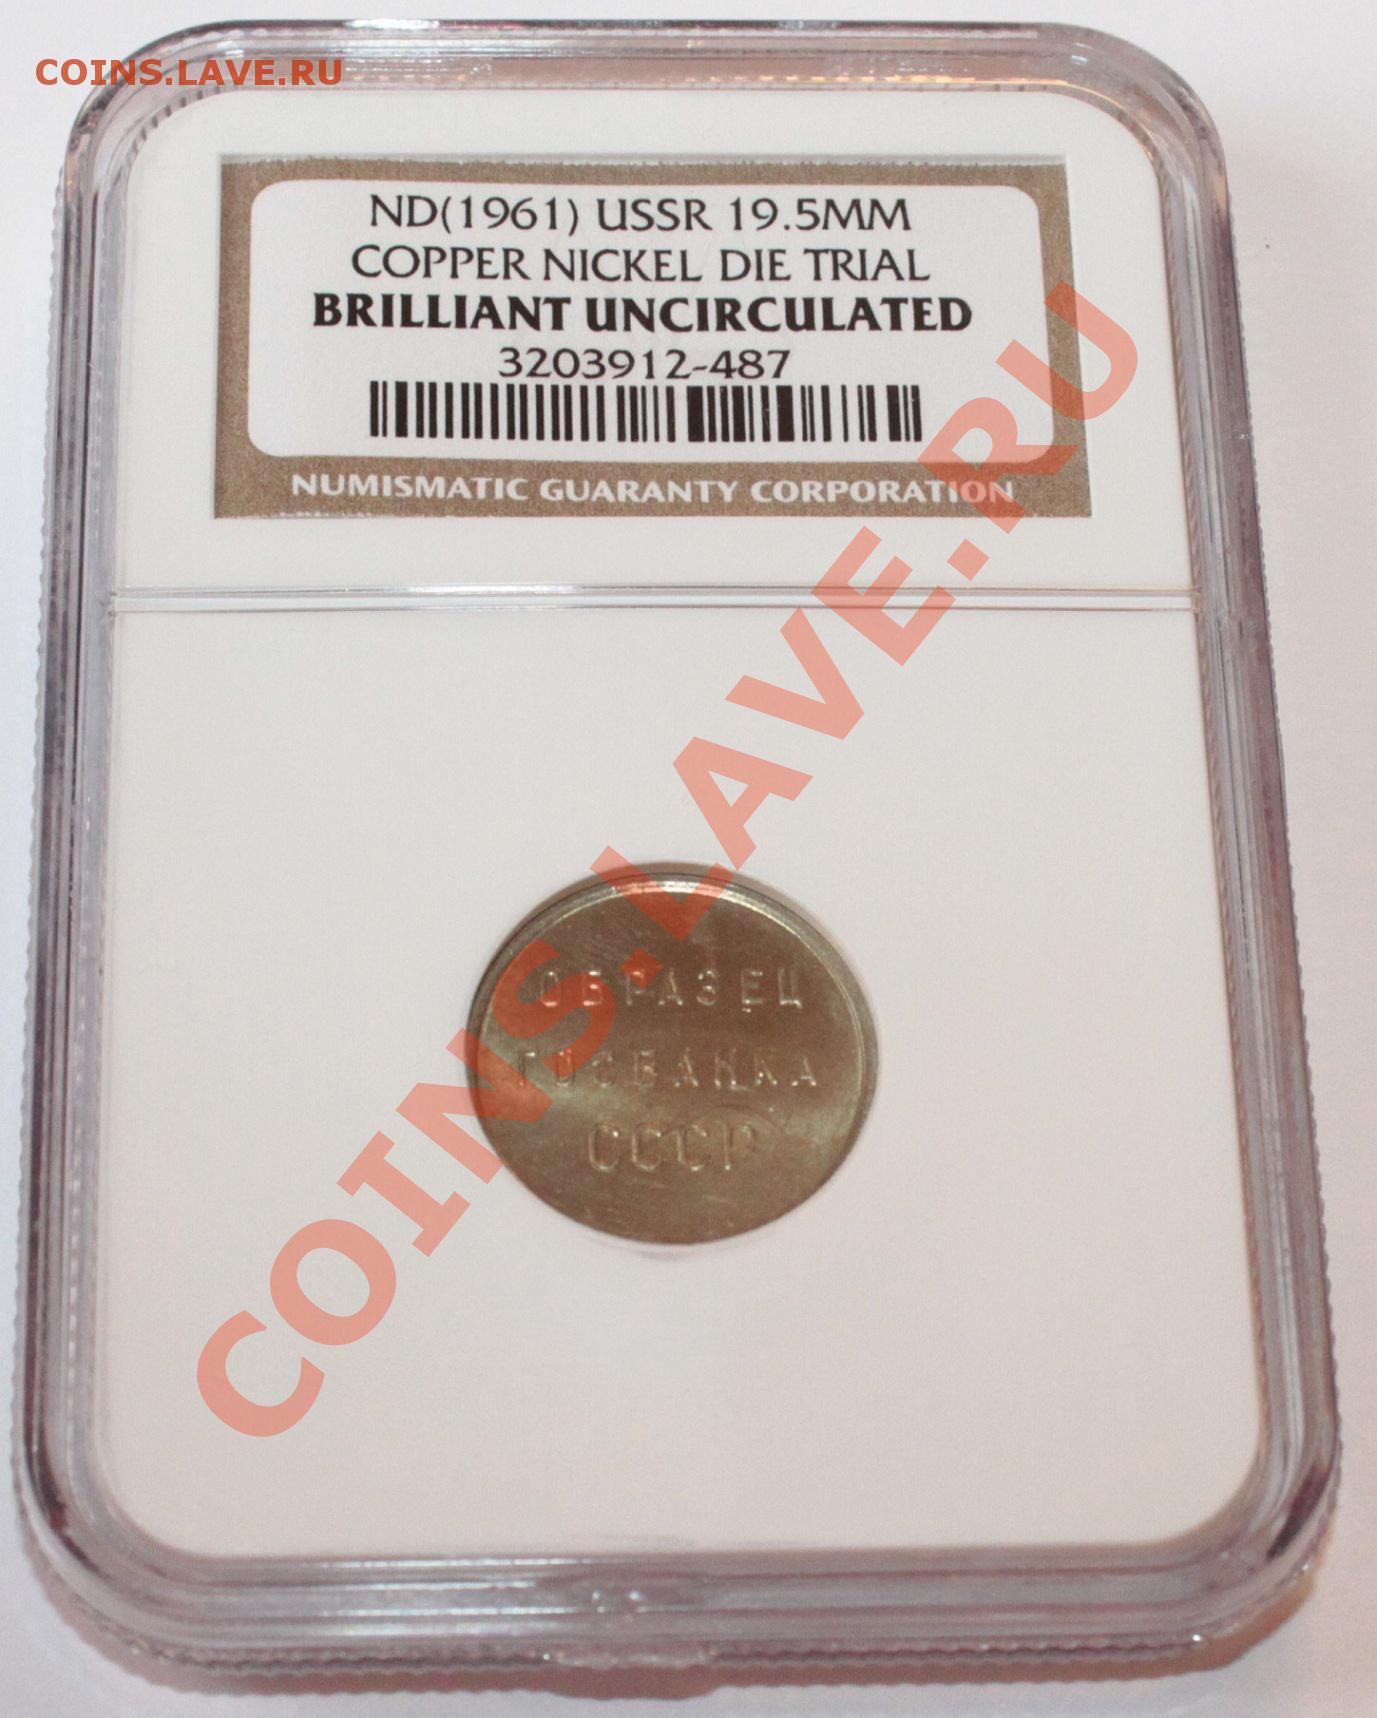 COINS.LAVE.RU
ND(1961) USSR 19.5MM
COPPER NICKEL DIE TRIAL
BRILLIANT UNCIRCULATED
3203912-487
NUMISMATIC GUARANTY CORPORATION
COINS.LAVE.RU
ОБРАЗЕЦ
ГОСБАНКА
СССР